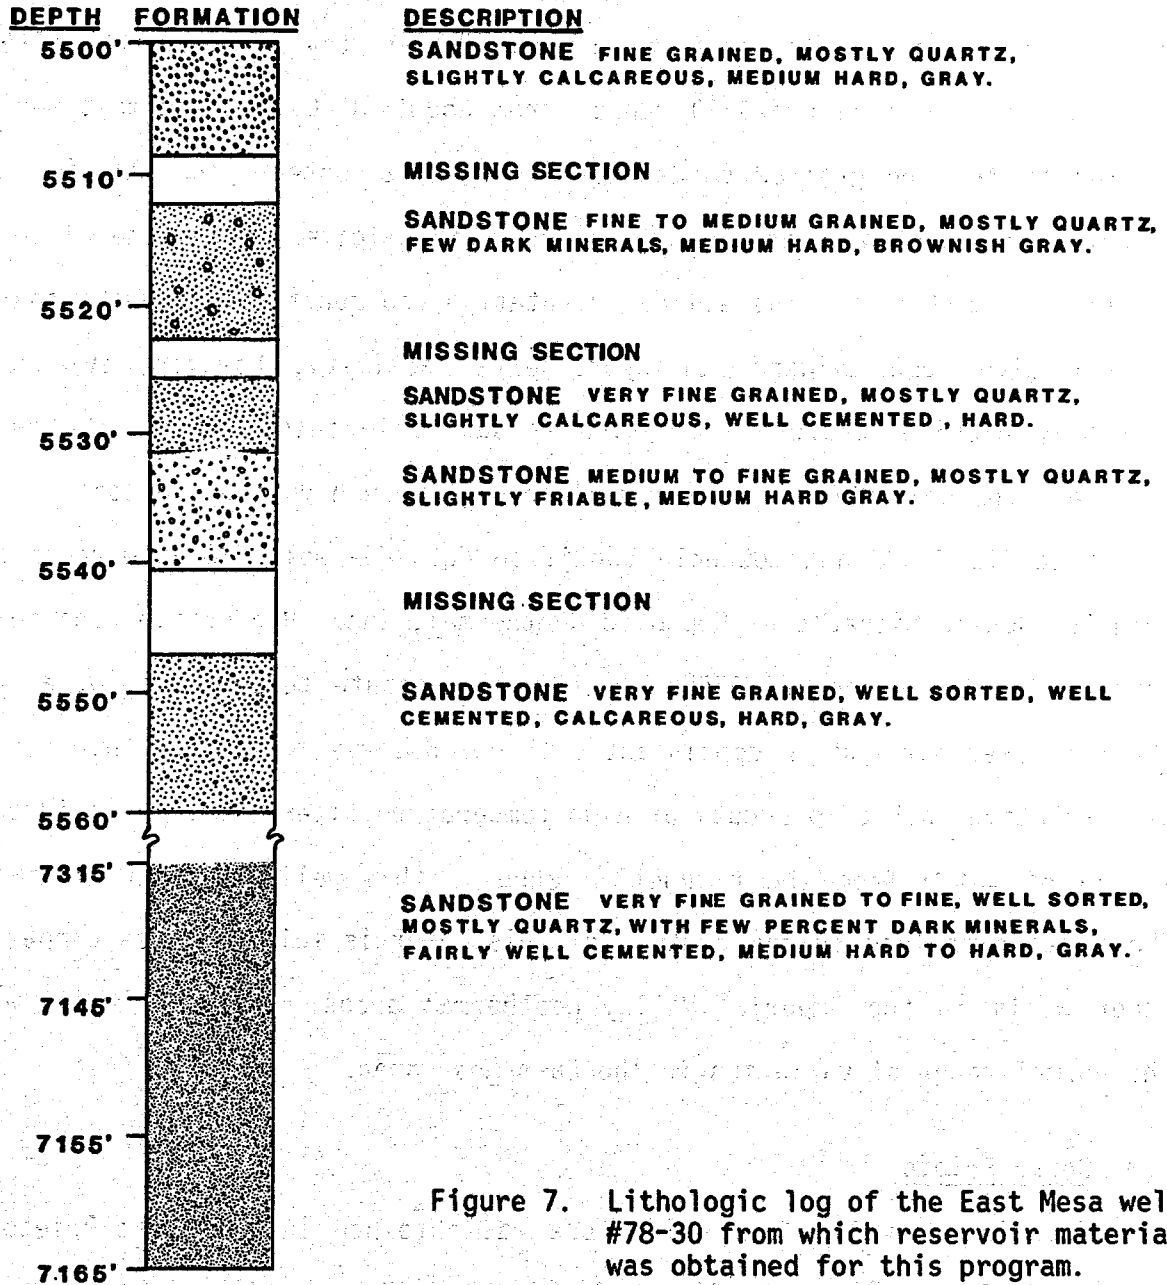 DEPTH FORMATION DESCRIPTION
5500' SANDSTONE FINE GRAINED, MOSTLY QUARTZ,
SLIGHTLY CALCAREOUS, MEDIUM HARD, GRAY.
5510' MISSING SECTION
SANDSTONE FINE TO MEDIUM GRAINED, MOSTLY QUARTZ,
FEW DARK MINERALS, MEDIUM HARD, BROWNISH GRAY.
5520'
MISSING SECTION
SANDSTONE VERY FINE GRAINED, MOSTLY QUARTZ,
SLIGHTLY CALCAREOUS, WELL CEMENTED , HARD.
5530'
SANDSTONE MEDIUM TO FINE GRAINED, MOSTLY QUARTZ,
SLIGHTLY FRIABLE, MEDIUM HARD GRAY.
5540'
MISSING SECTION
5550' SANDSTONE VERY FINE GRAINED, WELL SORTED, WELL
CEMENTED, CALCAREOUS, HARD, GRAY.
5560'
7315'
SANDSTONE VERY FINE GRAINED TO FINE, WELL SORTED,
MOSTLY QUARTZ, WITH FEW PERCENT DARK MINERALS,
FAIRLY WELL CEMENTED, MEDIUM HARD TO HARD, GRAY.
7145'
7155'
Figure 7. Lithologic log of the East Mesa wel
#78-30 from which reservoir materia
was obtained for this program.
7165'